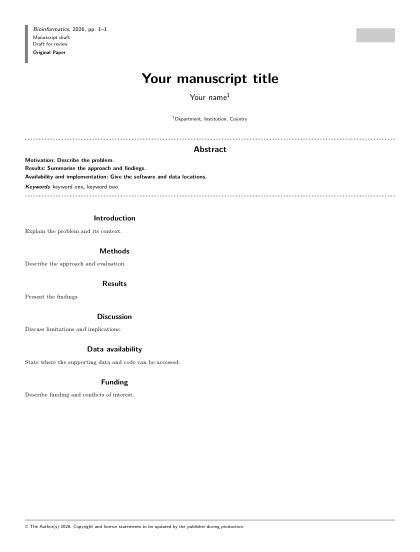 Bioinformatics, 2026, pp. 1–1
Manuscript draft
Draft for review
Original Paper
Your manuscript title
Your name1
1Department, Institution, Country
Abstract
Motivation: Describe the problem.
Results: Summarise the approach and findings.
Availability and implementation: Give the software and data locations.
Keywords keyword one, keyword two
Introduction
Explain the problem and its context.
Methods
Describe the approach and evaluation.
Results
Present the findings.
Discussion
Discuss limitations and implications.
Data availability
State where the supporting data and code can be accessed.
Funding
Describe funding and conflicts of interest.
© The Author(s) 2026. Copyright and licence statements to be updated by the publisher during production.